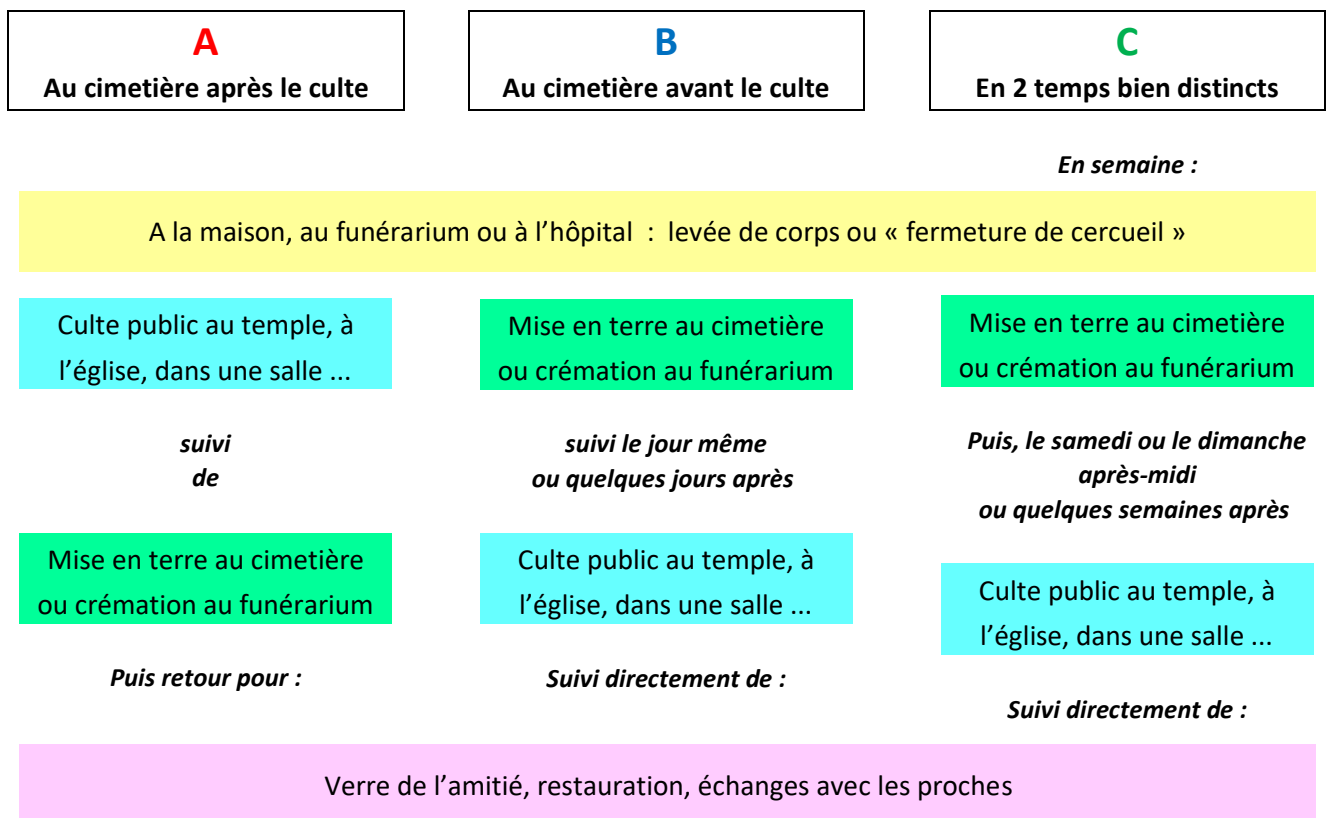 A
Au cimetière après le culte
B
Au cimetière avant le culte
C
En 2 temps bien distincts
En semaine :
A la maison, au funérarium ou à l’hôpital : levée de corps ou « fermeture de cercueil »
Culte public au temple, à
l’église, dans une salle ...
suivi
de
Mise en terre au cimetière
ou crémation au funérarium
Puis retour pour :
Mise en terre au cimetière
ou crémation au funérarium
suivi le jour même
ou quelques jours après
Culte public au temple, à
l’église, dans une salle ...
Suivi directement de :
Mise en terre au cimetière
ou crémation au funérarium
Puis, le samedi ou le dimanche
après-midi
ou quelques semaines après
Culte public au temple, à
l’église, dans une salle ...
Suivi directement de :
Verre de l’amitié, restauration, échanges avec les proches